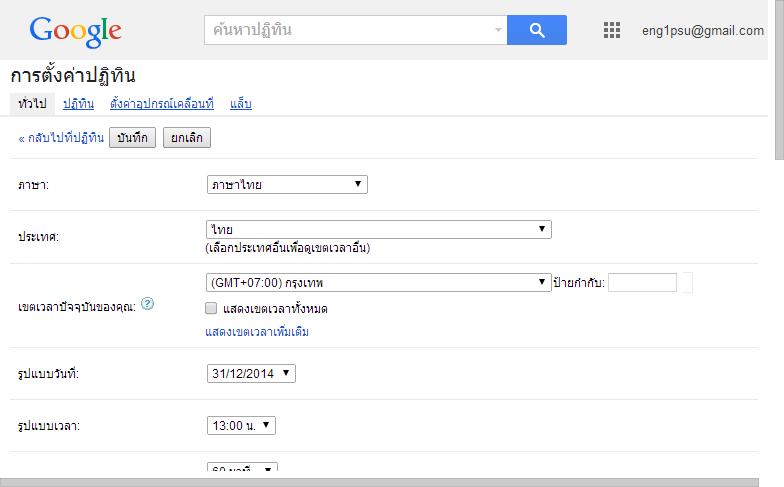 Google ค้นหาปฏิทิน eng1psu@gmail.com
การตั้งค่าปฏิทิน
ทั่วไป ปฏิทิน ตั้งค่าอุปกรณ์เคลื่อนที่ แล็บ
« กลับไปที่ปฏิทิน บันทึก ยกเลิก
ภาษา: ภาษาไทย
ประเทศ: ไทย
(เลือกประเทศอื่นเพื่อดูเขตเวลาอื่น)
เขตเวลาปัจจุบันของคุณ: ? (GMT+07:00) กรุงเทพ ป้ายกำกับ:
แสดงเขตเวลาทั้งหมด
แสดงเขตเวลาเพิ่มเติม
รูปแบบวันที่: 31/12/2014
รูปแบบเวลา: 13:00 น.
60 นาที